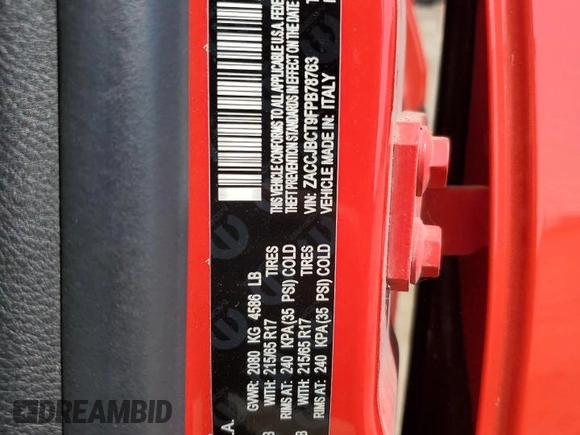 L.A.
GVWR: 2080 KG 4586 LB
WITH: 215/65 R17 TIRES
RIMS AT: 240 KPA(35 PSI) COLD
WITH: 215/65 R17 TIRES
RIMS AT: 240 KPA(35 PSI) COLD
THIS VEHICLE CONFORMS TO ALL APPLICABLE U.S.A. FEDE
THEFT PREVENTION STANDARDS IN EFFECT ON THE
VIN: ZACCJBCT9FPB78763
VEHICLE MADE IN: ITALY
DREAMBID